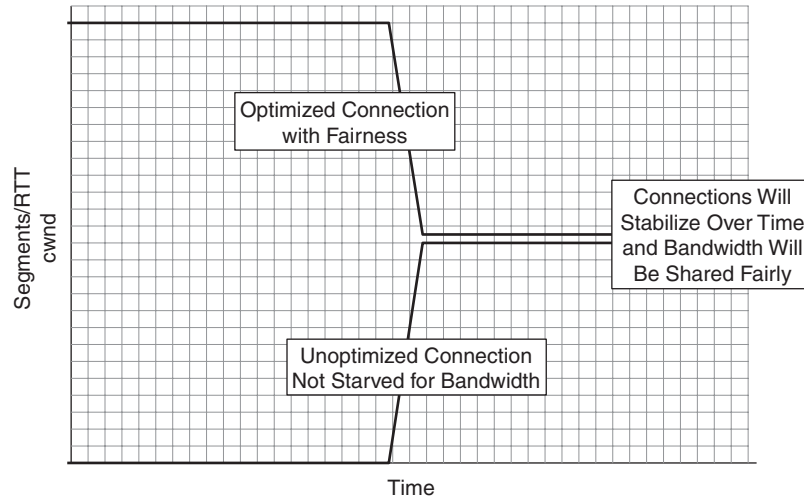 Optimized Connection
with Fairness
Segments/RTT
cwnd
Connections Will
Stabilize Over Time
and Bandwidth Will
Be Shared Fairly
Unoptimized Connection
Not Starved for Bandwidth
Time